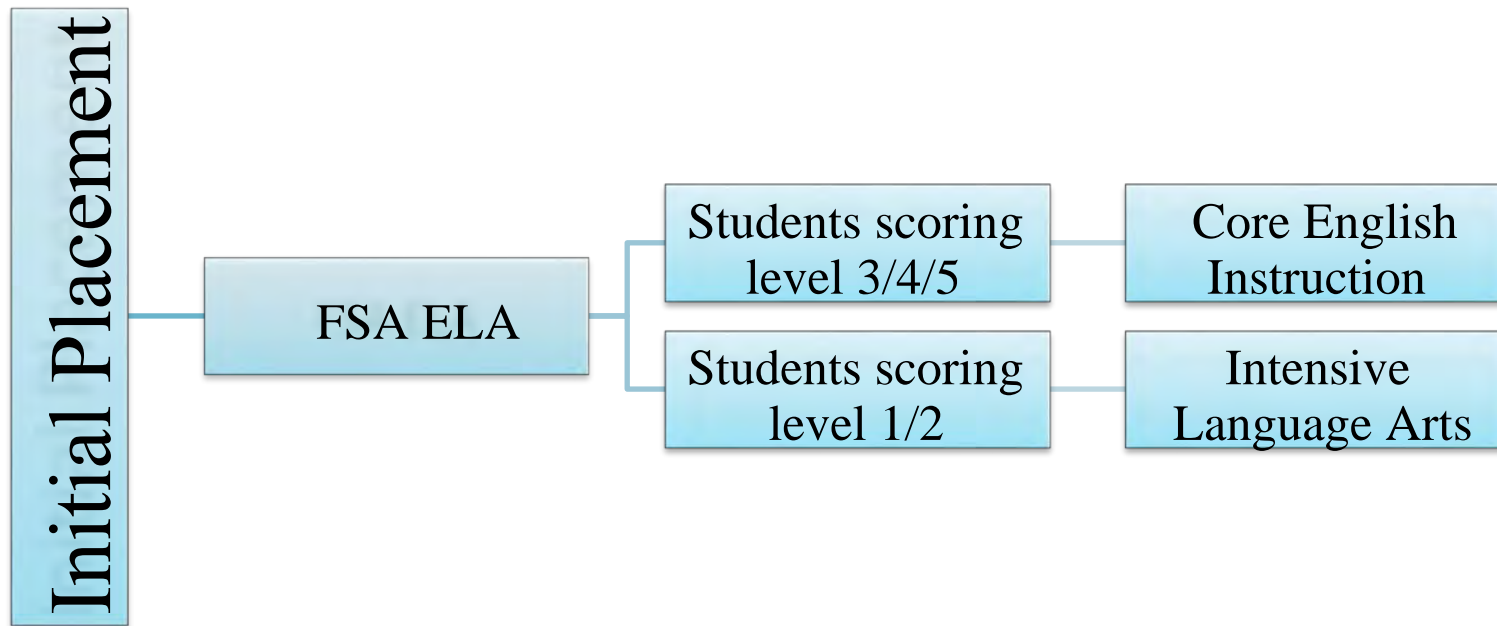 Initial Placement
FSA ELA
Students scoring
level 3/4/5
Core English
Instruction
Students scoring
level 1/2
Intensive
Language Arts